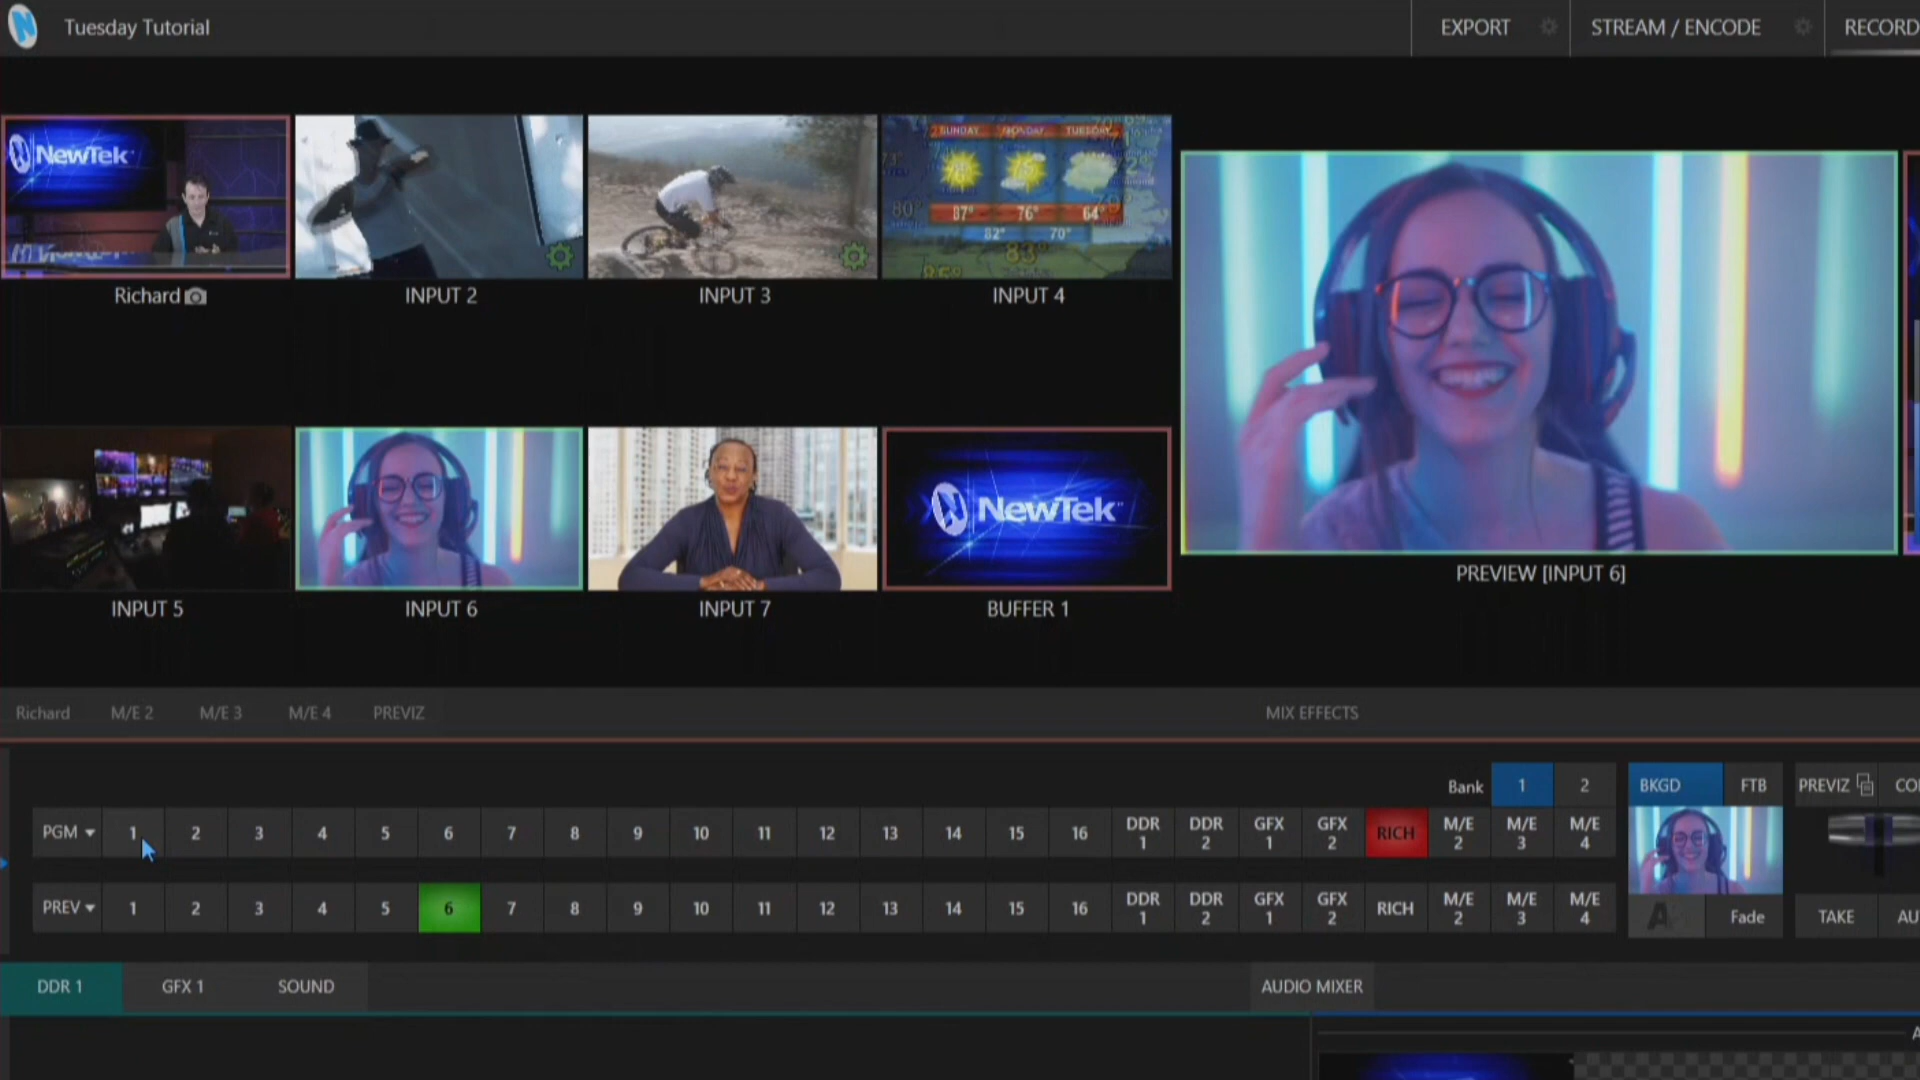 Tuesday Tutorial
EXPORT
STREAM / ENCODE
RECORD
NewTek
SUNDAY MONDAY TUESDAY
87° 76° 64°
82° 70°
83°
80°
85°
Richard
INPUT 2
INPUT 3
INPUT 4
NewTek
INPUT 5
INPUT 6
INPUT 7
BUFFER 1
PREVIEW [INPUT 6]
Richard M/E 2 M/E 3 M/E 4 PREVIZ
MIX EFFECTS
Bank 1 2
BKGD FTB
PREVIZ
PGM 1 2 3 4 5 6 7 8 9 10 11 12 13 14 15 16 DDR 1 DDR 2 GFX 1 GFX 2 RICH M/E 2 M/E 3 M/E 4
PREV 1 2 3 4 5 6 7 8 9 10 11 12 13 14 15 16 DDR 1 DDR 2 GFX 1 GFX 2 RICH M/E 2 M/E 3 M/E 4
Fade
TAKE
DDR 1 GFX 1 SOUND
AUDIO MIXER